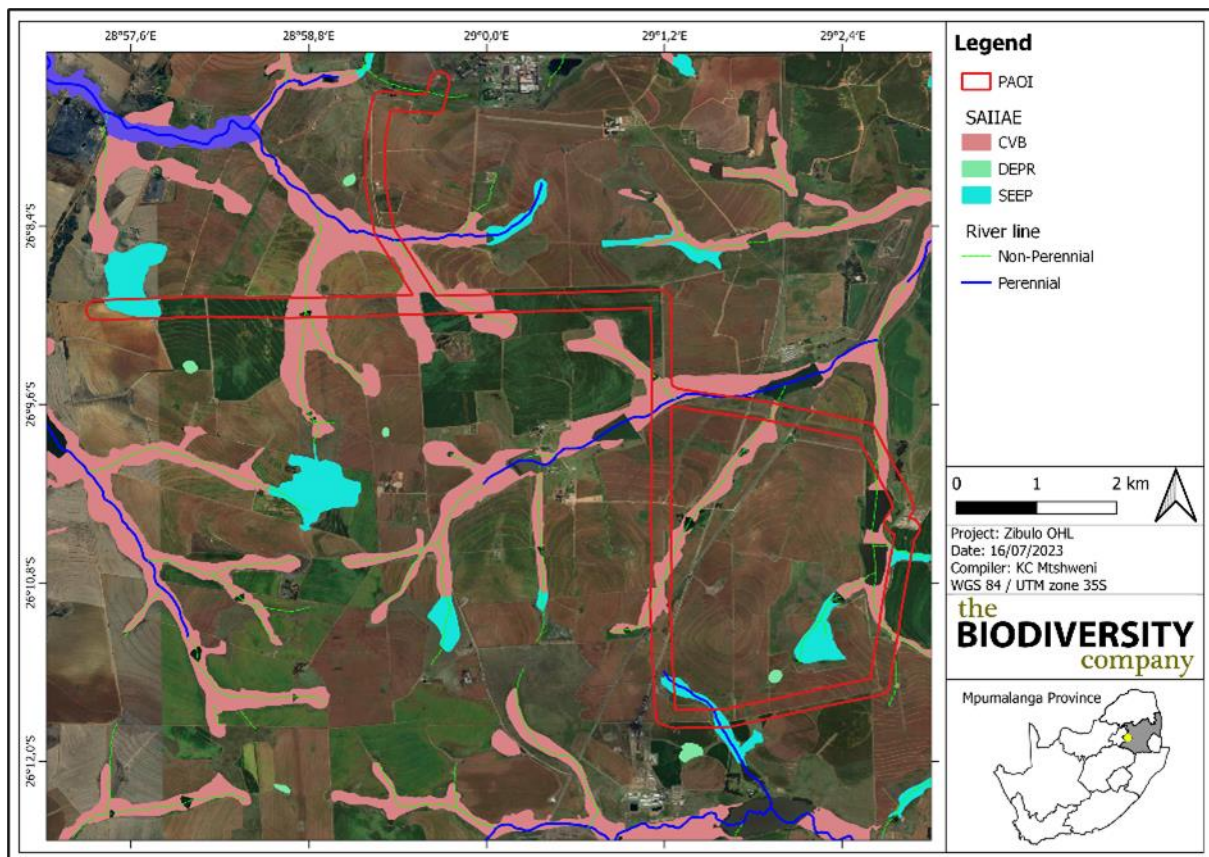 28°57,6'E 28°58,8'E 29°0,0'E 29°1,2'E 29°2,4'E
26°8,4'S
26°9,6'S
26°10,8'S
26°12,0'S
Legend
PAOI
SAIIAE
CVB
DEPR
SEEP
River line
Non-Perennial
Perennial
0 1 2 km
Project: Zibulo OHL
Date: 16/07/2023
Compiler: KC Mtshweni
WGS 84 / UTM zone 35S
the
BIODIVERSITY
company
Mpumalanga Province